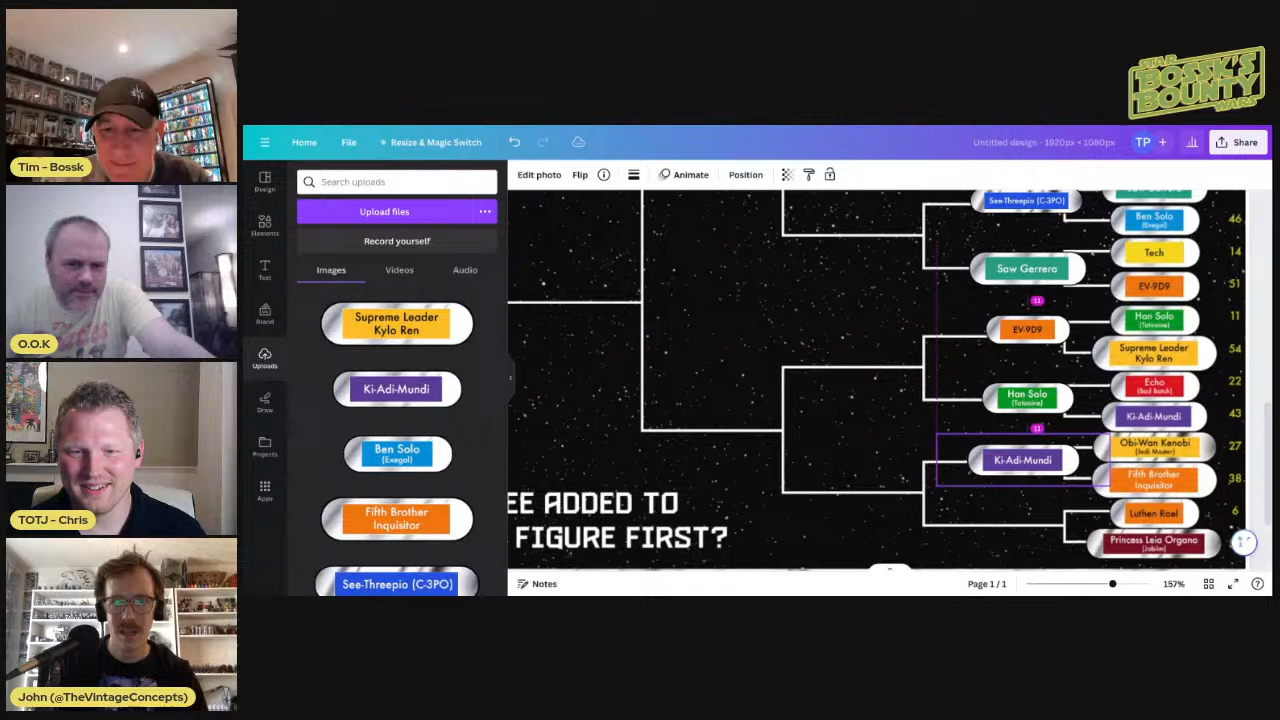 Tim - Bossk
O.O.K
TOTJ - Chris
John (@TheVintageConcepts)
STAR
BOSSK'S
BOUNTY
WARS
Home
File
Resize & Magic Switch
Untitled design - 1920px × 1080px
TP
+
Share
Design
Elements
Text
Brand
Uploads
Draw
Projects
Apps
Search uploads
Upload files
Record yourself
Images
Videos
Audio
Supreme Leader
Kylo Ren
Ki-Adi-Mundi
Ben Solo
(Exegol)
Fifth Brother
Inquisitor
See-Threepio (C-3PO)
Edit photo
Flip
Animate
Position
See-Threepio (C-3PO)
Saw Gerrera
11
EV-9D9
Han Solo
(Tatooine)
11
Ki-Adi-Mundi
Ben Solo
(Exegol)
46
Tech
14
EV-9D9
51
Han Solo
(Tatooine)
11
Supreme Leader
Kylo Ren
54
Echo
(Bad Batch)
22
Ki-Adi-Mundi
43
Obi-Wan Kenobi
(Jedi Master)
27
Fifth Brother
Inquisitor
38
Luthen Rael
6
Princess Leia Organa
(Jabiim)
EE ADDED TO
FIGURE FIRST?
Notes
Page 1 / 1
157%